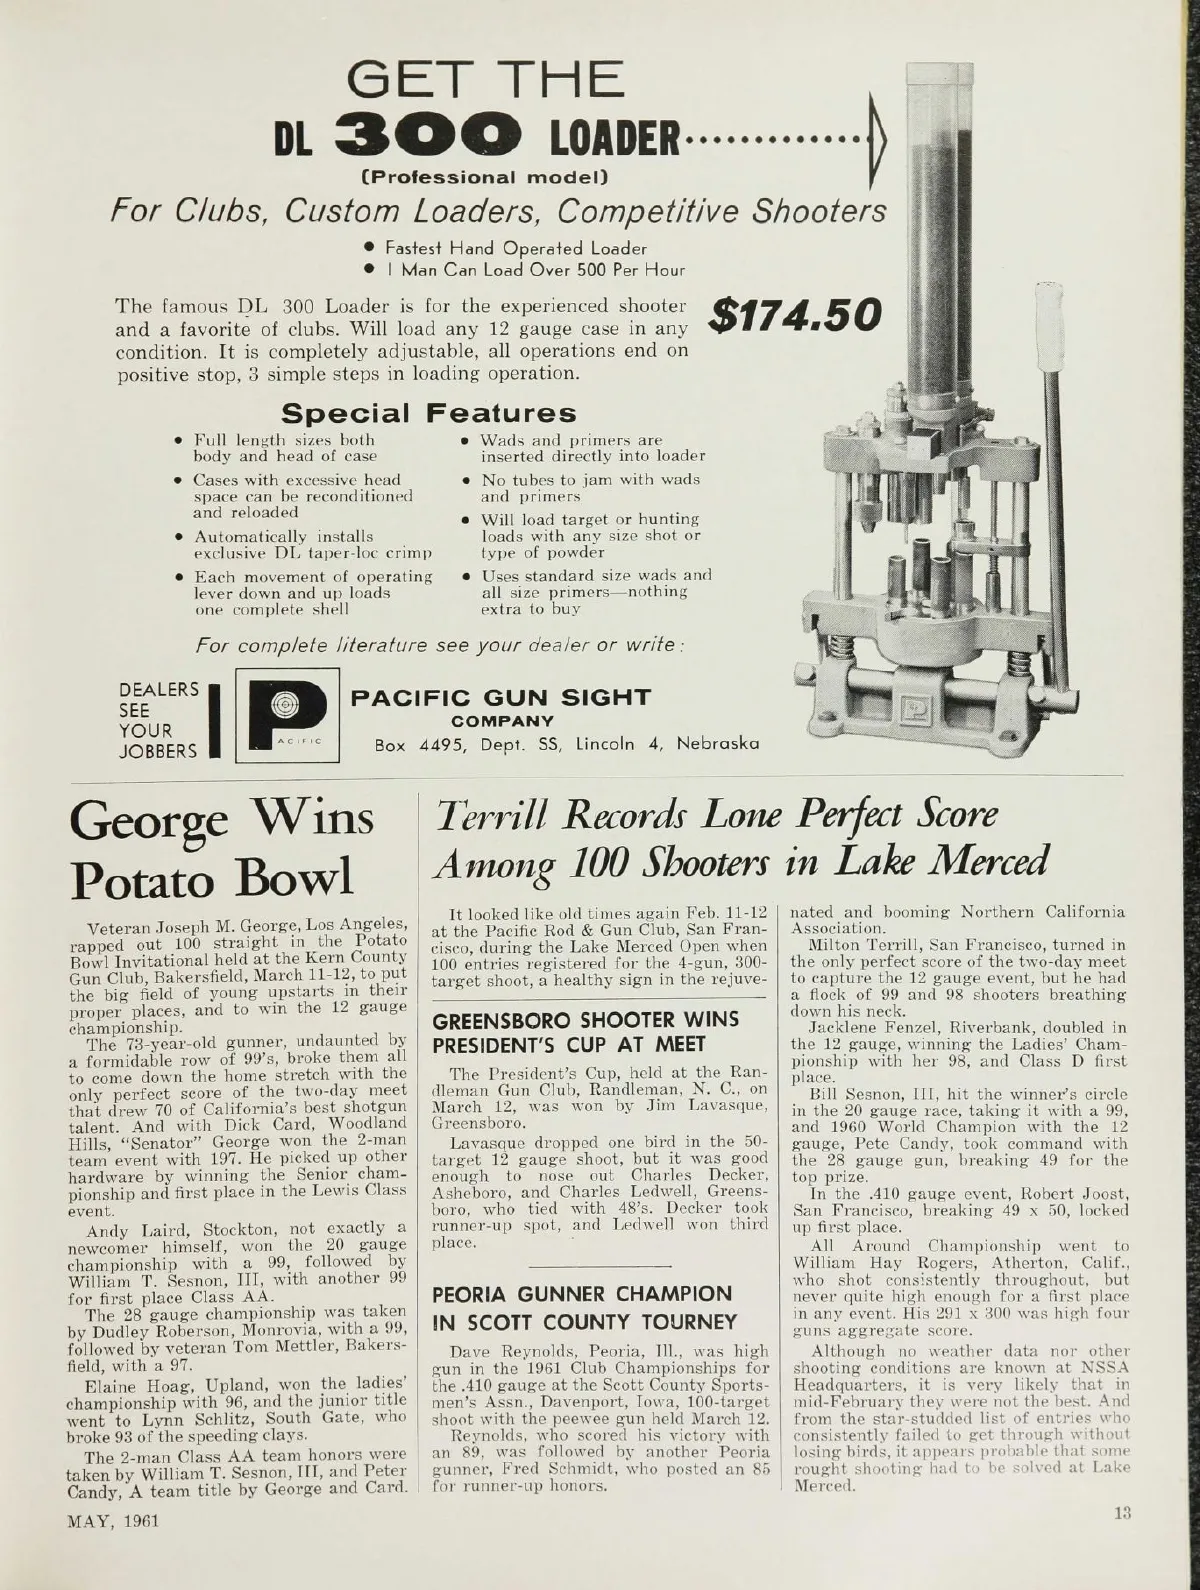 GET THE
DL 300 LOADER
(Professional model)
For Clubs, Custom Loaders, Competitive Shooters
• Fastest Hand Operated Loader
• 1 Man Can Load Over 500 Per Hour
The famous DL 300 Loader is for the experienced shooter
and a favorite of clubs. Will load any 12 gauge case in any
condition. It is completely adjustable, all operations end on
positive stop, 3 simple steps in loading operation.
$174.50
Special Features
• Full length sizes both
body and head of case
• Cases with excessive head
space can be reconditioned
and reloaded
• Automatically installs
exclusive DL taper-loc crimp
• Each movement of operating
lever down and up loads
one complete shell
• Wads and primers are
inserted directly into loader
• No tubes to jam with wads
and primers
• Will load target or hunting
loads with any size shot or
type of powder
• Uses standard size wads and
all size primers—nothing
extra to buy
For complete literature see your dealer or write:
DEALERS
SEE
YOUR
JOBBERS
PACIFIC
PACIFIC GUN SIGHT
COMPANY
Box 4495, Dept. SS, Lincoln 4, Nebraska
George Wins
Potato Bowl
Veteran Joseph M. George, Los Angeles,
rapped out 100 straight in the Potato
Bowl Invitational held at the Kern County
Gun Club, Bakersfield, March 11-12, to put
the big field of young upstarts in their
proper places, and to win the 12 gauge
championship.
The 73-year-old gunner, undaunted by
a formidable row of 99's, broke them all
to come down the home stretch with the
only perfect score of the two-day meet
that drew 70 of California's best shotgun
talent. And with Dick Card, Woodland
Hills, "Senator" George won the 2-man
team event with 197. He picked up other
hardware by winning the Senior cham-
pionship and first place in the Lewis Class
event.
Andy Laird, Stockton, not exactly a
newcomer himself, won the 20 gauge
championship with a 99, followed by
William T. Sesnon, III, with another 99
for first place Class AA.
The 28 gauge championship was taken
by Dudley Roberson, Monrovia, with a 99,
followed by veteran Tom Mettler, Bakers-
field, with a 97.
Elaine Hoag, Upland, won the ladies'
championship with 96, and the junior title
went to Lynn Schlitz, South Gate, who
broke 93 of the speeding clays.
The 2-man Class AA team honors were
taken by William T. Sesnon, III, and Peter
Candy, A team title by George and Card.
Terrill Records Lone Perfect Score
Among 100 Shooters in Lake Merced
It looked like old times again Feb. 11-12
at the Pacific Rod & Gun Club, San Fran-
cisco, during the Lake Merced Open when
100 entries registered for the 4-gun, 300-
target shoot, a healthy sign in the rejuve-
GREENSBORO SHOOTER WINS
PRESIDENT'S CUP AT MEET
The President's Cup, held at the Ran-
dleman Gun Club, Randleman, N. C., on
March 12, was won by Jim Lavasque,
Greensboro.
Lavasque dropped one bird in the 50-
target 12 gauge shoot, but it was good
enough to nose out Charles Decker,
Asheboro, and Charles Ledwell, Greens-
boro, who tied with 48's. Decker took
runner-up spot, and Ledwell won third
place.
PEORIA GUNNER CHAMPION
IN SCOTT COUNTY TOURNEY
Dave Reynolds, Peoria, Ill., was high
gun in the 1961 Club Championships for
the .410 gauge at the Scott County Sports-
men's Assn., Davenport, Iowa, 100-target
shoot with the peewee gun held March 12.
Reynolds, who scored his victory with
an 89, was followed by another Peoria
gunner, Fred Schmidt, who posted an 85
for runner-up honors.
nated and booming Northern California
Association.
Milton Terrill, San Francisco, turned in
the only perfect score of the two-day meet
to capture the 12 gauge event, but he had
a flock of 99 and 98 shooters breathing
down his neck.
Jacklene Fenzel, Riverbank, doubled in
the 12 gauge, winning the Ladies' Cham-
pionship with her 98, and Class D first
place.
Bill Sesnon, III, hit the winner's circle
in the 20 gauge race, taking it with a 99,
and 1960 World Champion with the 12
gauge, Pete Candy, took command with
the 28 gauge gun, breaking 49 for the
top prize.
In the .410 gauge event, Robert Joost,
San Francisco, breaking 49 x 50, locked
up first place.
All Around Championship went to
William Hay Rogers, Atherton, Calif.,
who shot consistently throughout, but
never quite high enough for a first place
in any event. His 291 x 300 was high four
guns aggregate score.
Although no weather data nor other
shooting conditions are known at NSSA
Headquarters, it is very likely that in
mid-February they were not the best. And
from the star-studded list of entries who
consistently failed to get through without
losing birds, it appears probable that some
rought shooting had to be solved at Lake
Merced.
MAY, 1961
13